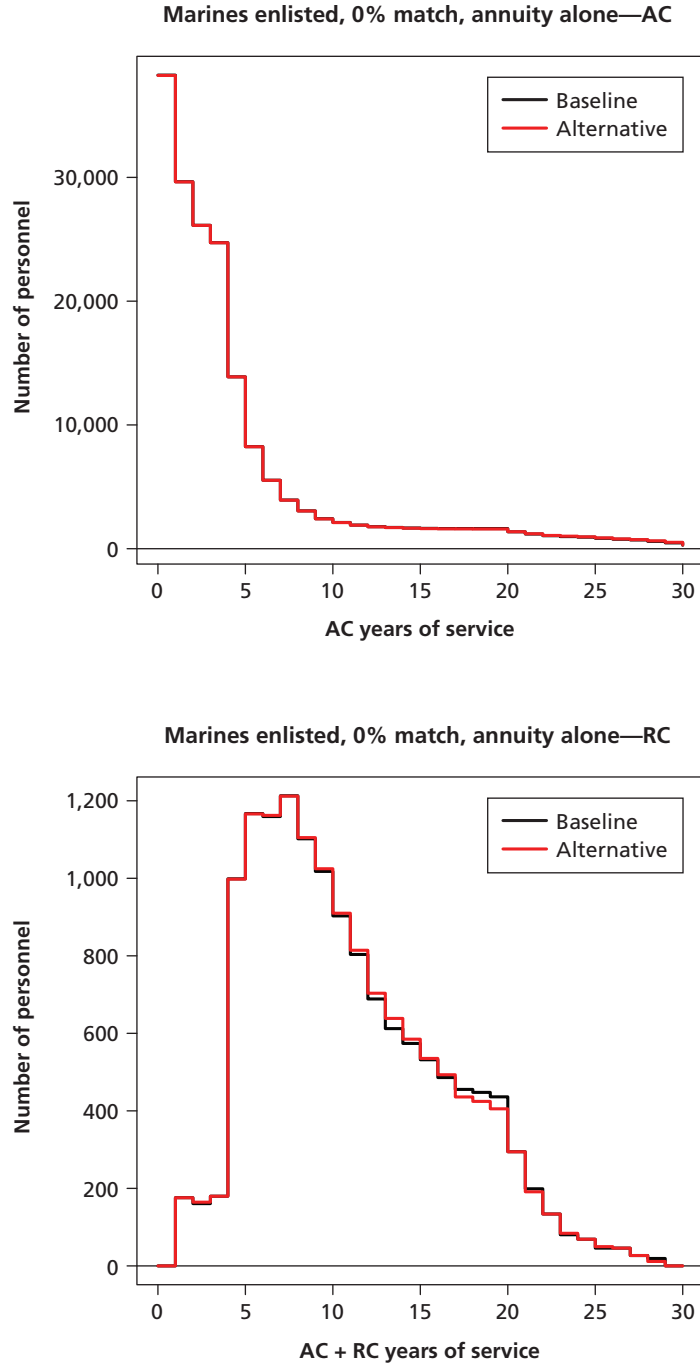 Marines enlisted, 0% match, annuity alone—AC
Baseline
Alternative
Number of personnel
30,000
20,000
10,000
0
0 5 10 15 20 25 30
AC years of service
Marines enlisted, 0% match, annuity alone—RC
Baseline
Alternative
Number of personnel
1,200
1,000
800
600
400
200
0
0 5 10 15 20 25 30
AC + RC years of service